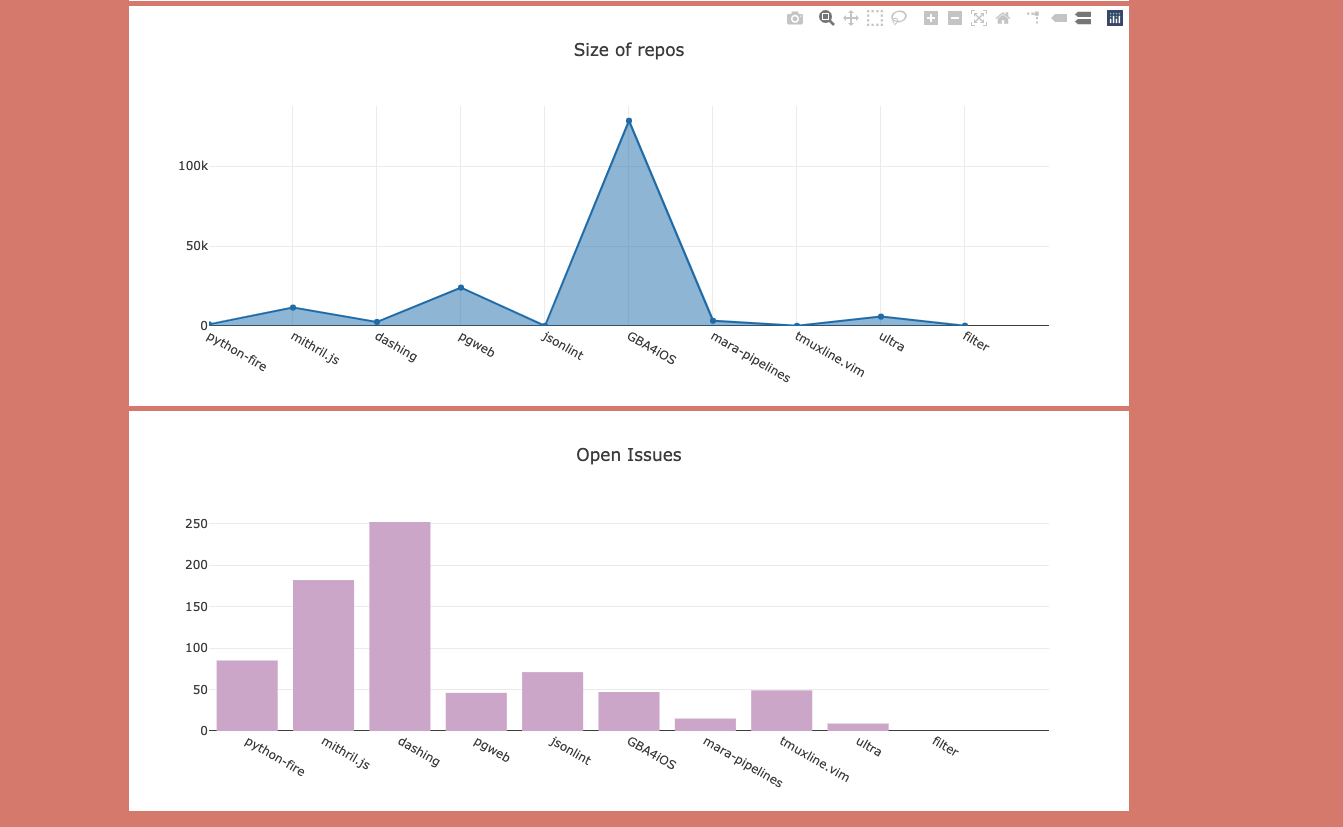 Size of repos
100k
50k
0
python-fire
mithril.js
dashing
pgweb
jsonlint
GBA4iOS
mara-pipelines
tmuxline.vim
ultra
filter
Open Issues
250
200
150
100
50
0
python-fire
mithril.js
dashing
pgweb
jsonlint
GBA4iOS
mara-pipelines
tmuxline.vim
ultra
filter